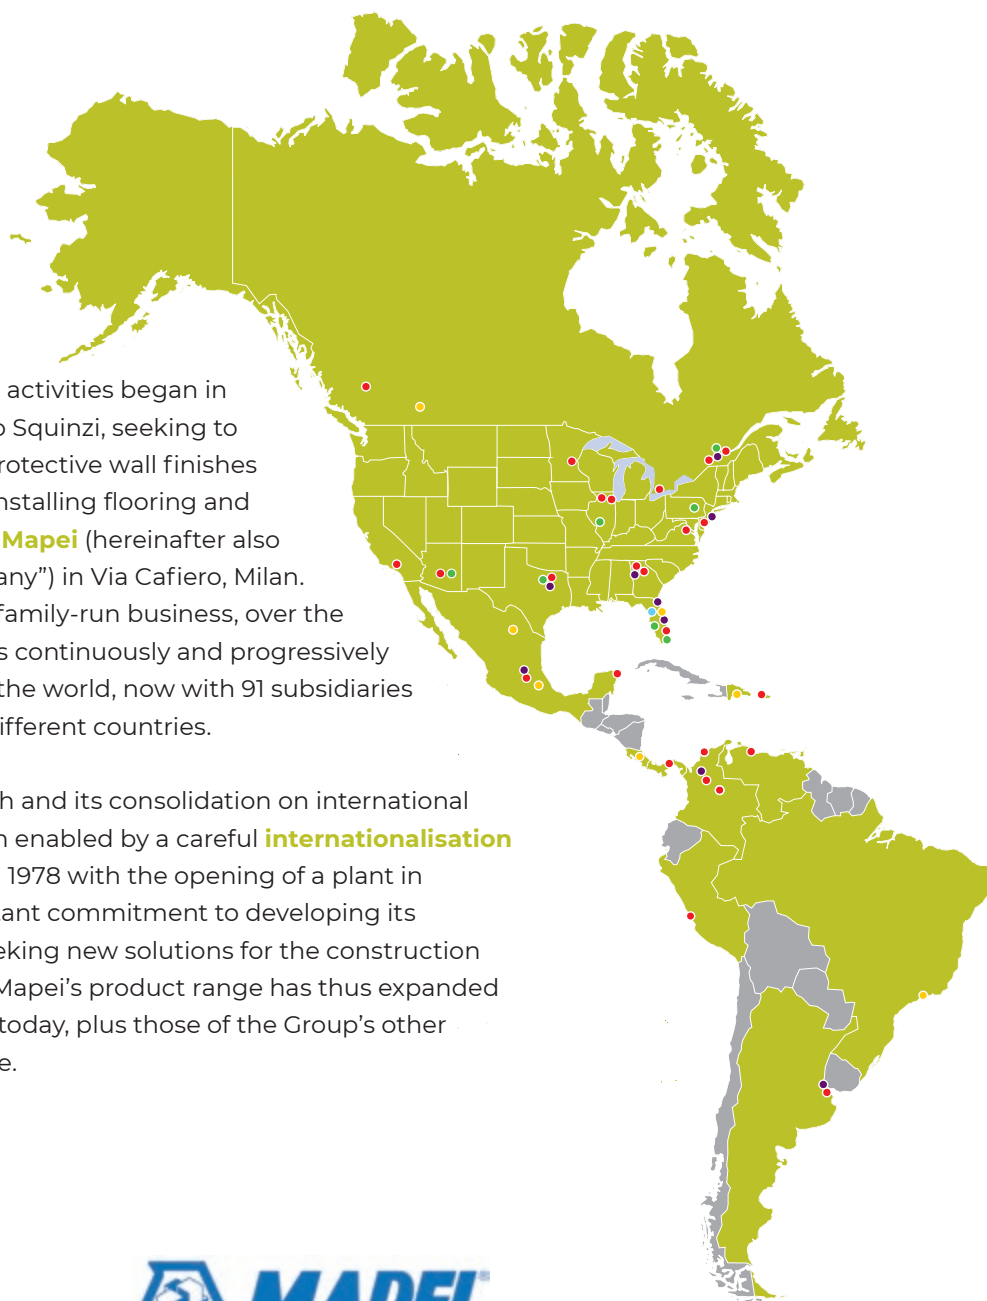 activities began in
o Squinzi, seeking to
rotective wall finishes
nstalling flooring and
Mapei (hereinafter also
any”) in Via Cafiero, Milan.
family-run business, over the
s continuously and progressively
the world, now with 91 subsidiaries
ifferent countries.
h and its consolidation on international
n enabled by a careful internationalisation
1978 with the opening of a plant in
tant commitment to developing its
eking new solutions for the construction
Mapei’s product range has thus expanded
today, plus those of the Group’s other
e.
MAPEI®